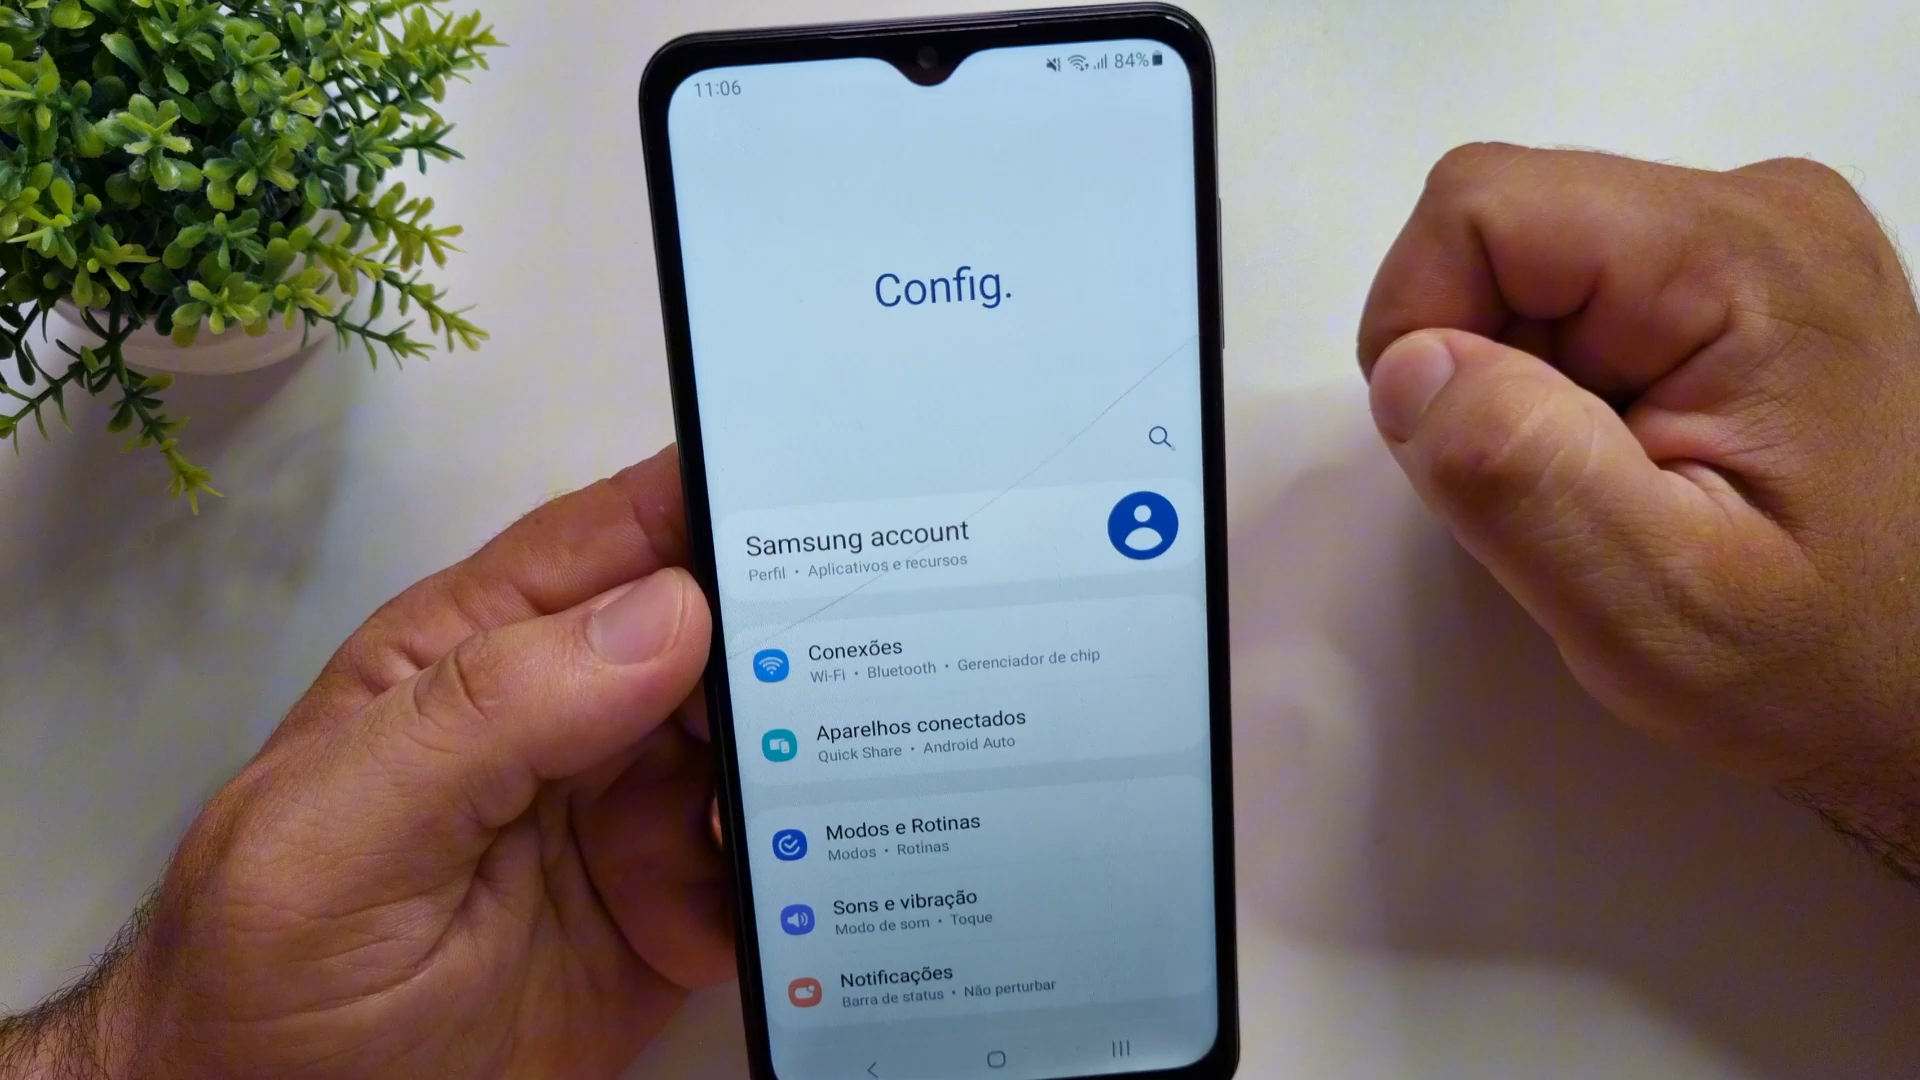 11:06
84%
Config.
Samsung account
Perfil • Aplicativos e recursos
Conexões
Wi-Fi • Bluetooth • Gerenciador de chip
Aparelhos conectados
Quick Share • Android Auto
Modos e Rotinas
Modos • Rotinas
Sons e vibração
Modo de som • Toque
Notificações
Barra de status • Não perturbar